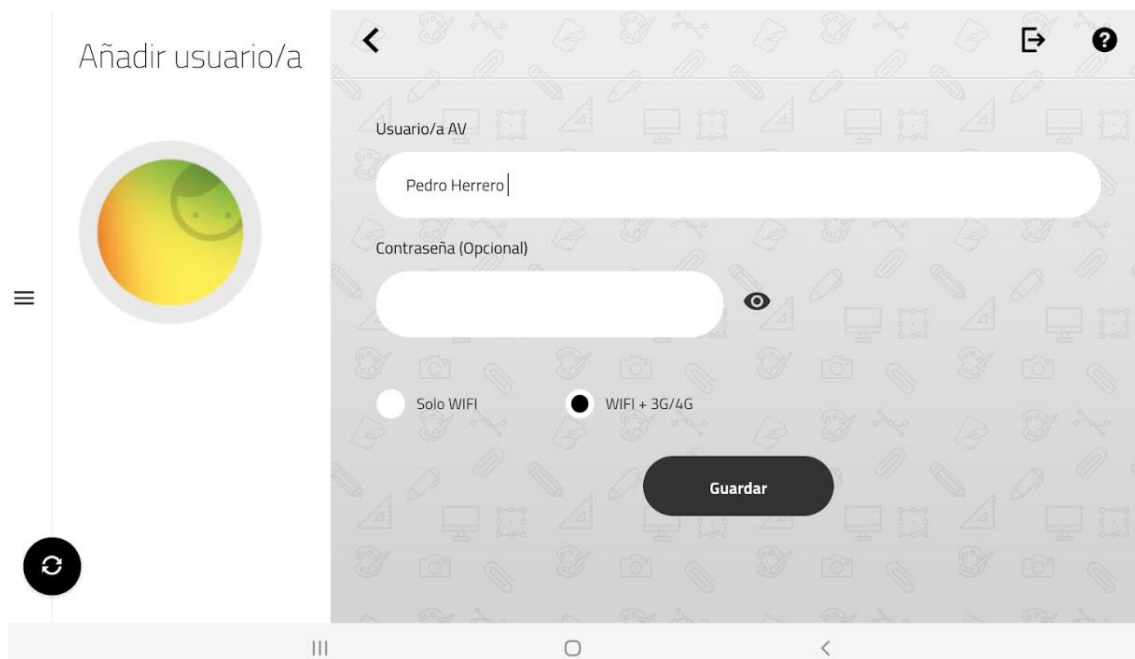 Añadir usuario/a
Usuario/a AV
Pedro Herrero
Contraseña (Opcional)
Solo WIFI
WIFI + 3G/4G
Guardar